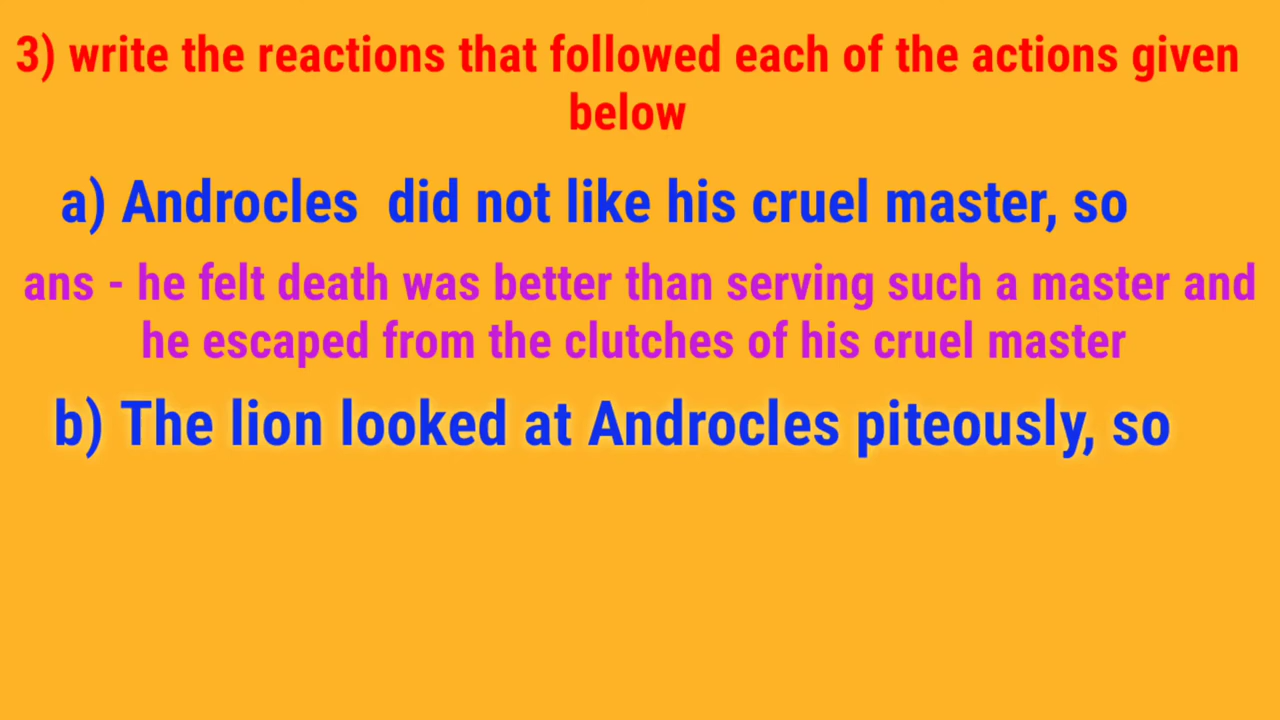 3) write the reactions that followed each of the actions given
below
a) Androcles did not like his cruel master, so
ans - he felt death was better than serving such a master and
he escaped from the clutches of his cruel master
b) The lion looked at Androcles piteously, so